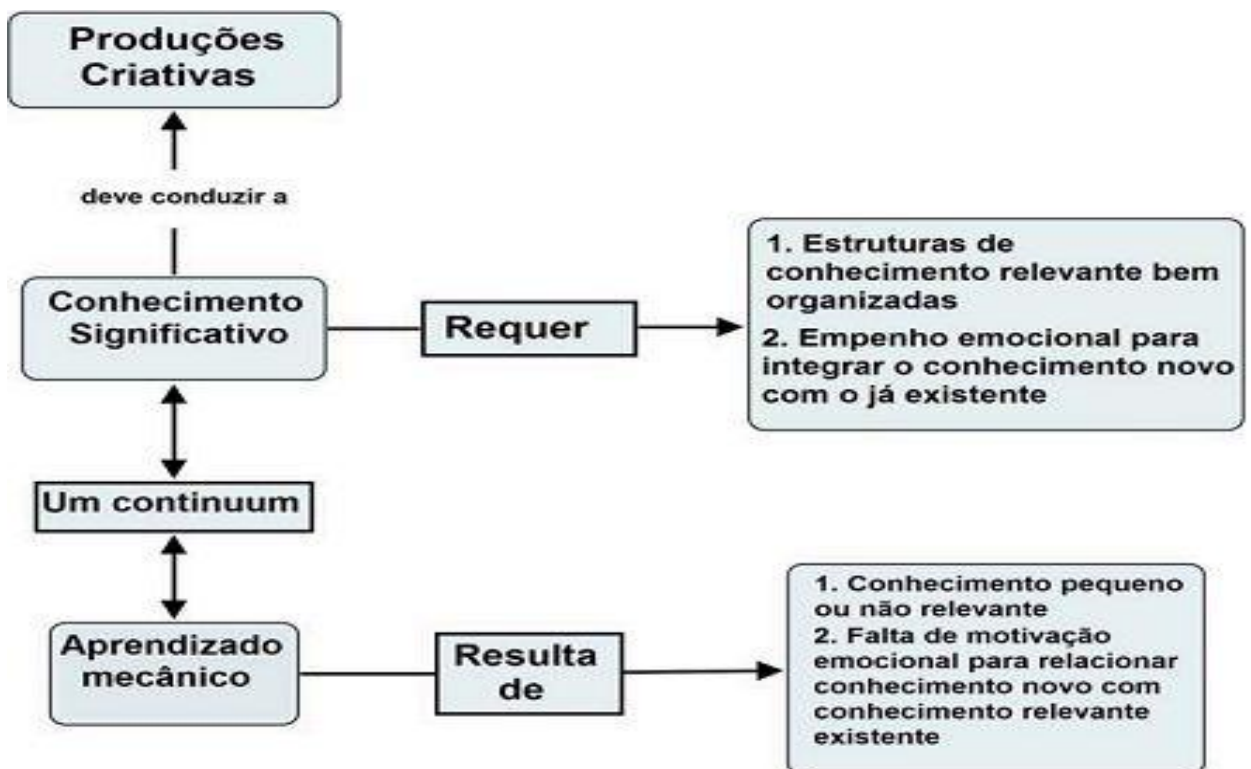 Produções
Criativas
deve conduzir a
Conhecimento
Significativo
Requer
1. Estruturas de
conhecimento relevante bem
organizadas
2. Empenho emocional para
integrar o conhecimento novo
com o já existente
Um continuum
Aprendizado
mecânico
Resulta
de
1. Conhecimento pequeno
ou não relevante
2. Falta de motivação
emocional para relacionar
conhecimento novo com
conhecimento relevante
existente